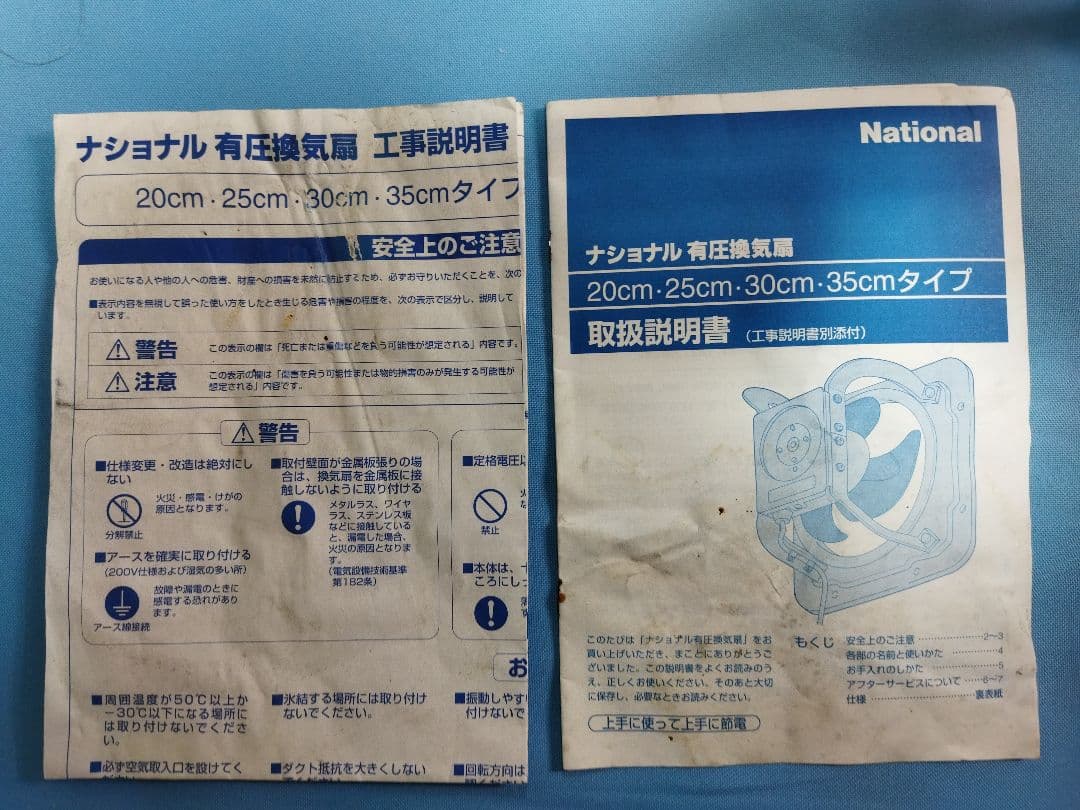 ナショナル 有圧換気扇 工事説明書
20cm・25cm・30cm・35cmタイプ
安全上のご注意
お使いになる人や他の人への危害、財産への損害を未然に防止するため、必ずお守りいただくことを、次の
■表示内容を無視して誤った使い方をしたとき生じる危害や損害の程度を、次の表示で区分し、説明して
います。
警告
この表示の欄は「死亡または重傷などを負う可能性が想定される」内容です。
注意
この表示の欄は「傷害を負う可能性または物的損害のみが発生する可能性が
想定される」内容です。
警告
■仕様変更・改造は絶対にし
ない
火災・感電・けがの
原因となります。
分解禁止
■アースを確実に取り付ける
(200V仕様および湿気の多い所)
故障や漏電のときに
感電する恐れがあり
ます。
アース線接続
■取付壁面が金属板張りの場
合は、換気扇を金属板に接
触しないように取り付ける
メタルラス、ワイヤ
ラス、ステンレス板
などに接触している
と、漏電した場合、
火災の原因となりま
す。
(電気設備技術基準
第182条)
■定格電圧以
禁止
■本体は、十
ころにしっ
お
■周囲温度が50℃以上か
−30℃以下になる場所に
は取り付けないでくださ
い。
■氷結する場所には取り付け
ないでください。
■振動しやす
付けないで
■必ず空気取入口を設けてく
■ダクト抵抗を大きくしない
■回転方向は
National
ナショナル 有圧換気扇
20cm・25cm・30cm・35cmタイプ
取扱説明書 (工事説明書別添付)
このたびは「ナショナル有圧換気扇」をお
買い上げいただき、まことにありがとうご
ざいました。この説明書をよくお読みのう
え、正しくお使いください。そのあと大切
に保存し、必要なときお読みください。
上手に使って上手に節電
もくじ
安全上のご注意 ……………2~3
各部の名前と使いかた ……………4
お手入れのしかた ……………5
アフターサービスについて ……………6~7
仕様 ……………裏表紙